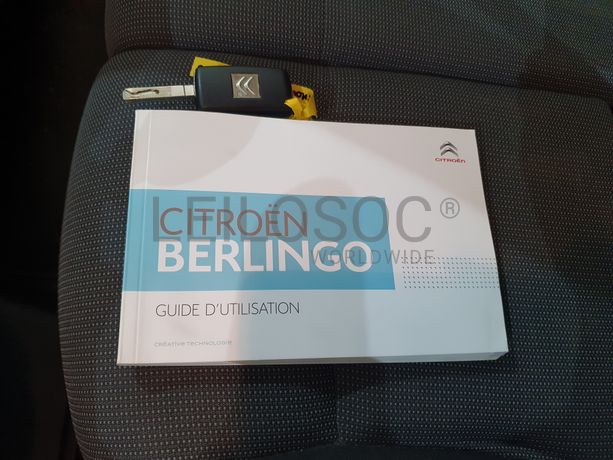 CITROËN
LEILOSOC®
WORLDWIDE
CITROËN
BERLINGO
GUIDE D'UTILISATION
CRÉATIVE TECHNOLOGIE